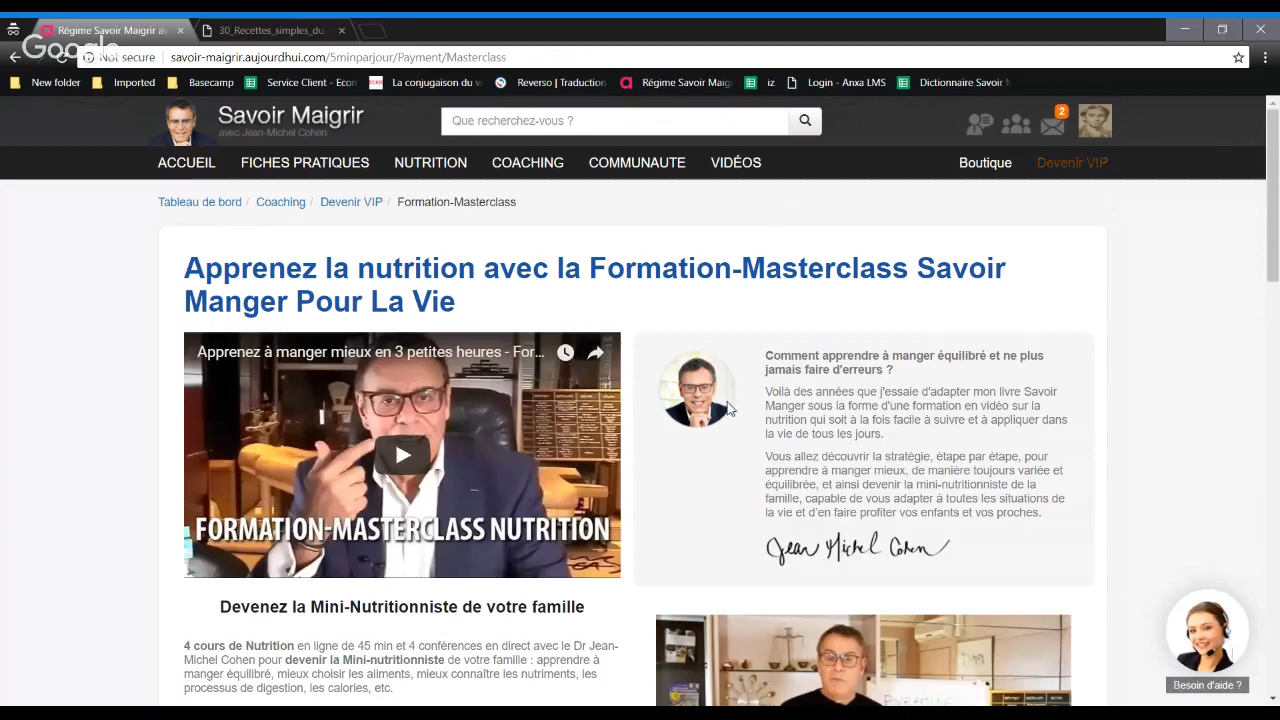 Régime Savoir Maigrir av
30_Recettes_simples_du
Google
Not secure
savoir-maigrir.aujourdhui.com/5minparjour/Payment/Masterclass
New folder
Imported
Basecamp
Service Client - Econ
La conjugaison du v
Reverso | Traduction
Régime Savoir Maigr
iz
Login - Anxa LMS
Dictionnaire Savoir
Savoir Maigrir
avec Jean-Michel Cohen
Que recherchez-vous ?
2
ACCUEIL
FICHES PRATIQUES
NUTRITION
COACHING
COMMUNAUTE
VIDÉOS
Boutique
Devenir VIP
Tableau de bord / Coaching / Devenir VIP / Formation-Masterclass
Apprenez la nutrition avec la Formation-Masterclass Savoir
Manger Pour La Vie
Apprenez à manger mieux en 3 petites heures - For...
FORMATION-MASTERCLASS NUTRITION
Comment apprendre à manger équilibré et ne plus
jamais faire d'erreurs ?
Voilà des années que j'essaie d'adapter mon livre Savoir
Manger sous la forme d'une formation en vidéo sur la
nutrition qui soit à la fois facile à suivre et à appliquer dans
la vie de tous les jours.
Vous allez découvrir la stratégie, étape par étape, pour
apprendre à manger mieux, de manière toujours variée et
équilibrée, et ainsi devenir la mini-nutritionniste de la
famille, capable de vous adapter à toutes les situations de
la vie et d'en faire profiter vos enfants et vos proches.
Jean Michel Cohen
Devenez la Mini-Nutritionniste de votre famille
4 cours de Nutrition en ligne de 45 min et 4 conférences en direct avec le Dr Jean-
Michel Cohen pour devenir la Mini-nutritionniste de votre famille : apprendre à
manger équilibré, mieux choisir les aliments, mieux connaître les nutriments, les
processus de digestion, les calories, etc.
Besoin d'aide ?